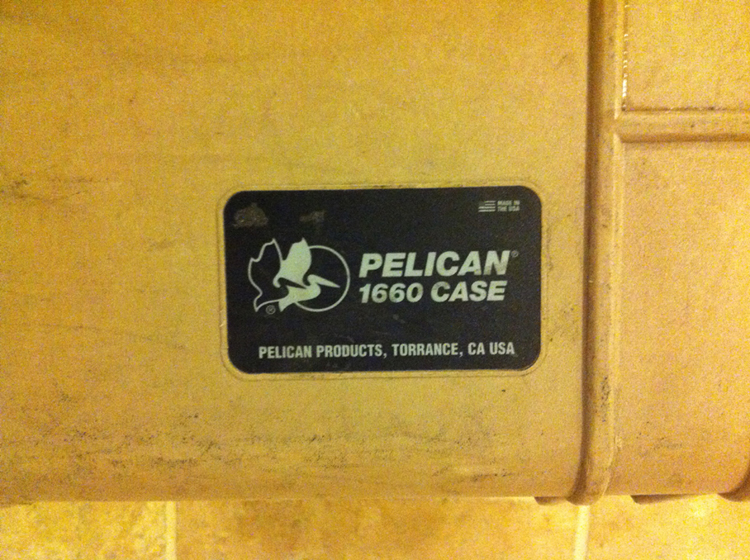 MADE IN
THE USA
PELICAN®
1660 CASE
®
PELICAN PRODUCTS, TORRANCE, CA USA